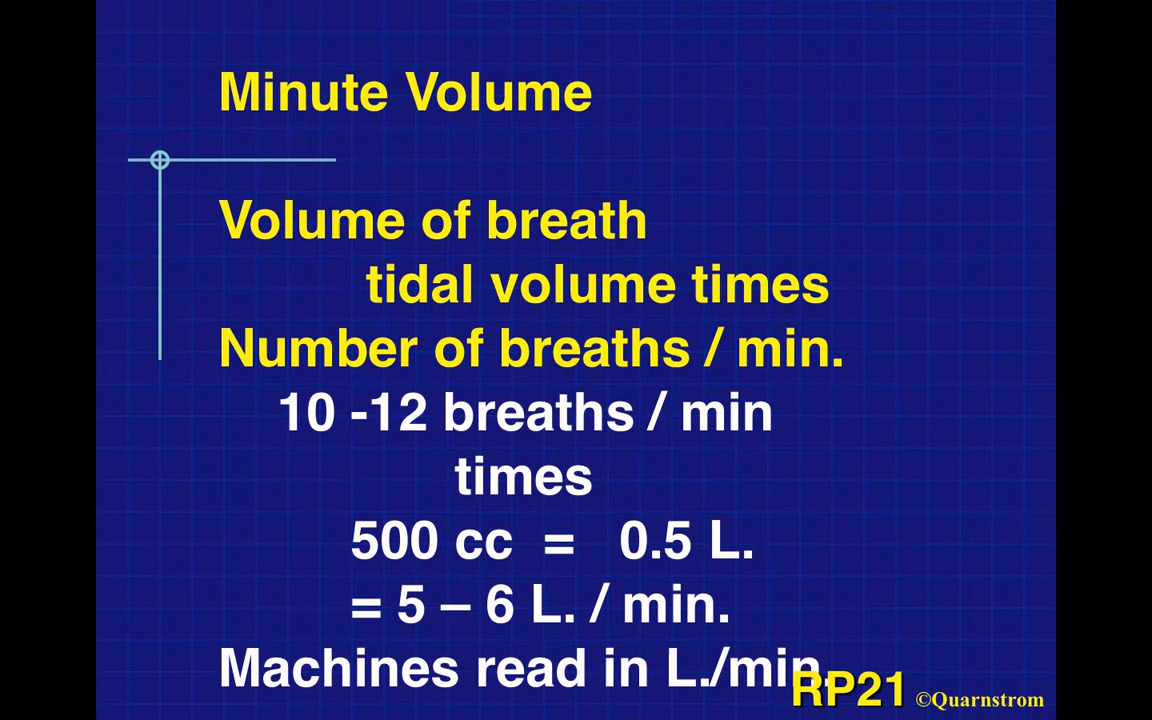 Minute Volume
Volume of breath
tidal volume times
Number of breaths / min.
10 -12 breaths / min
times
500 cc = 0.5 L.
= 5 – 6 L. / min.
Machines read in L./min.
RP21 ©Quarnstrom